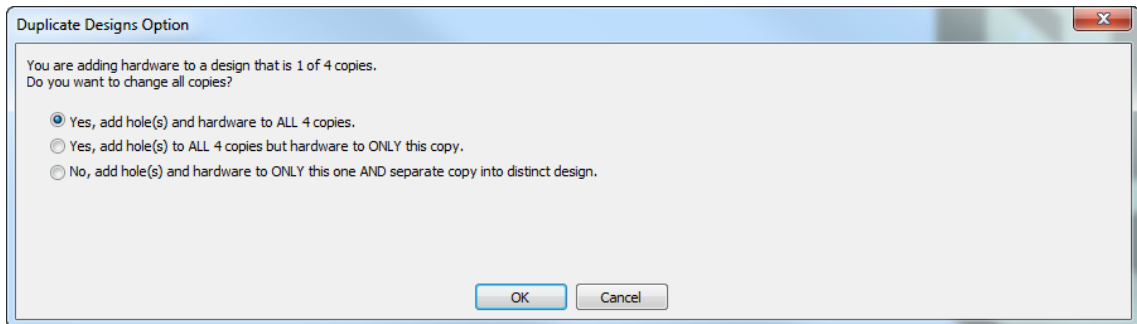 Duplicate Designs Option
You are adding hardware to a design that is 1 of 4 copies.
Do you want to change all copies?
Yes, add hole(s) and hardware to ALL 4 copies.
Yes, add hole(s) to ALL 4 copies but hardware to ONLY this copy.
No, add hole(s) and hardware to ONLY this one AND separate copy into distinct design.
OK Cancel